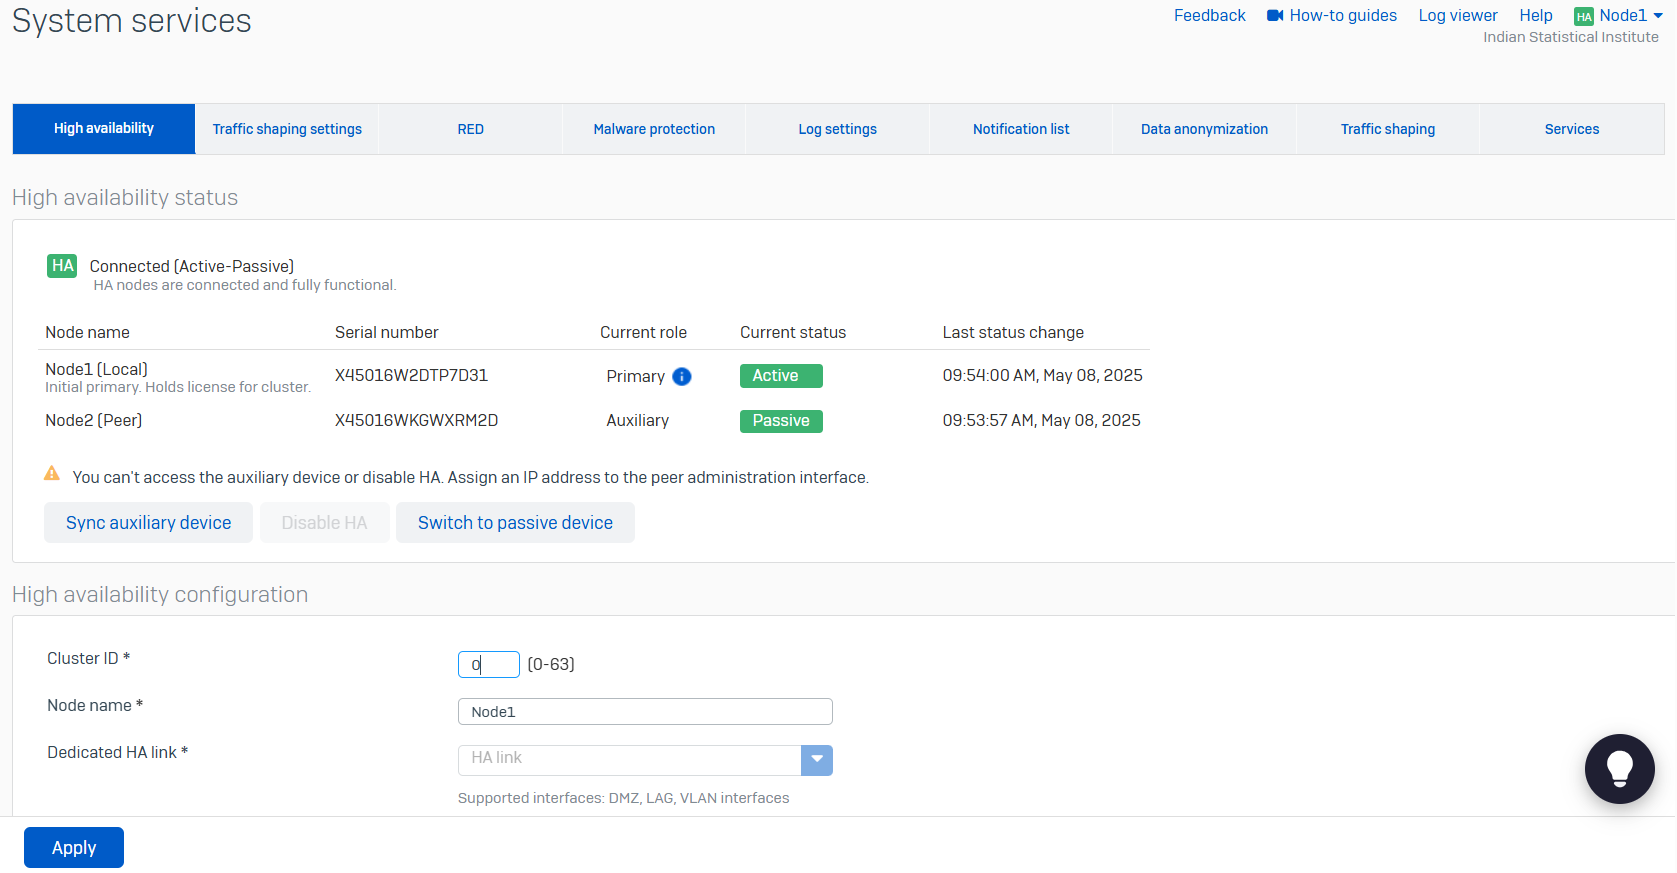 System services
Feedback How-to guides Log viewer Help HA Node1
Indian Statistical Institute
High availability Traffic shaping settings RED Malware protection Log settings Notification list Data anonymization Traffic shaping Services
High availability status
HA Connected (Active-Passive)
HA nodes are connected and fully functional.
Node name Serial number Current role Current status Last status change
Node1 (Local) X45016W2DTP7D31 Primary i Active 09:54:00 AM, May 08, 2025
Initial primary. Holds license for cluster.
Node2 (Peer) X45016WKGWXRM2D Auxiliary Passive 09:53:57 AM, May 08, 2025
You can't access the auxiliary device or disable HA. Assign an IP address to the peer administration interface.
Sync auxiliary device Disable HA Switch to passive device
High availability configuration
Cluster ID * 0 (0-63)
Node name * Node1
Dedicated HA link * HA link
Supported interfaces: DMZ, LAG, VLAN interfaces
Apply